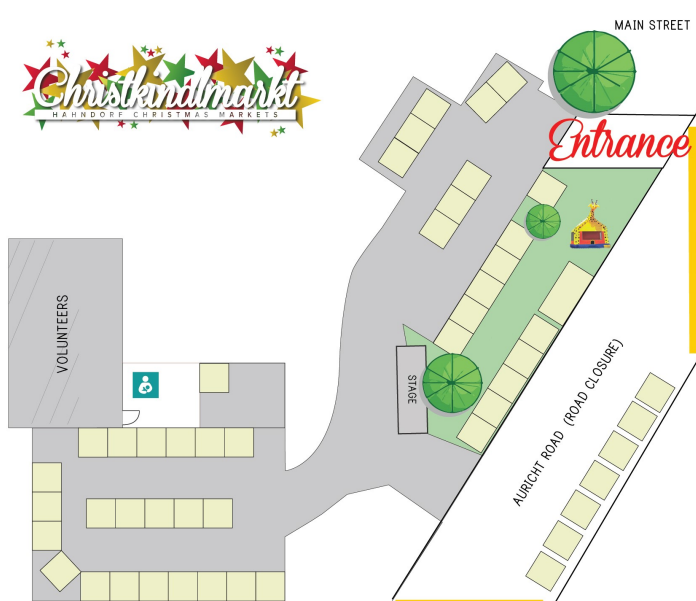 MAIN STREET
Christkindlmarkt
HAHNDORF CHRISTMAS MARKETS
Entrance
VOLUNTEERS
STAGE
AURICHT ROAD (ROAD CLOSURE)